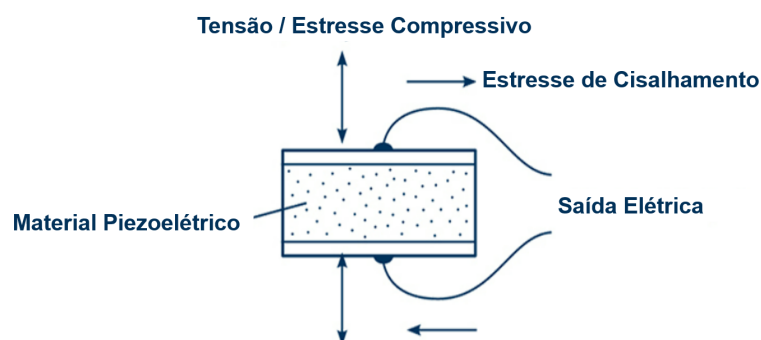 Tensão / Estresse Compressivo
Estresse de Cisalhamento
Saída Elétrica
Material Piezoelétrico